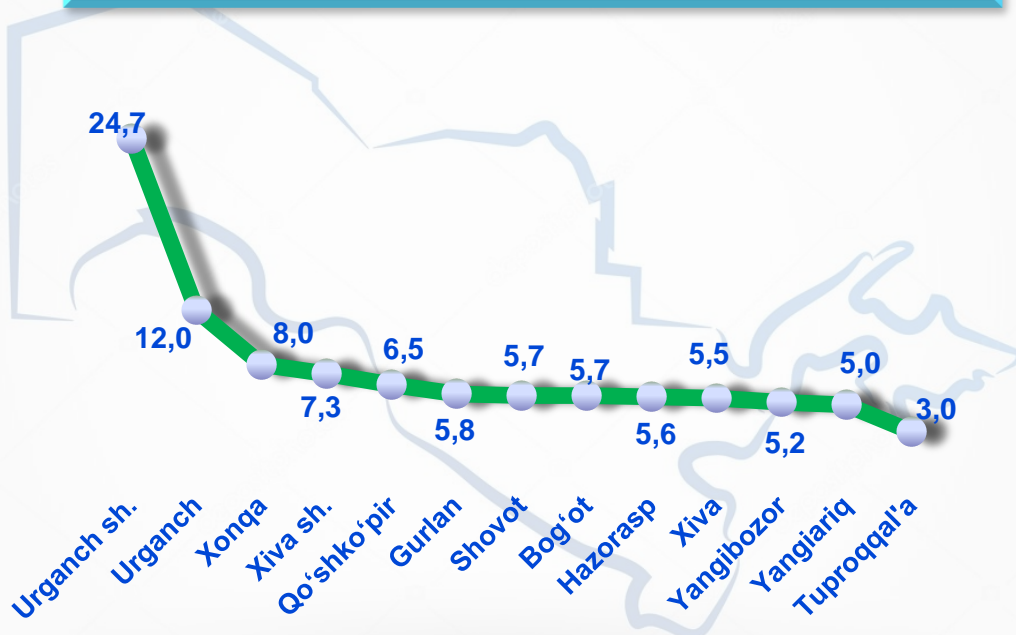 24,7
12,0
8,0
7,3
6,5
5,8
5,7
5,7
5,6
5,5
5,2
5,0
3,0
Urganch sh.
Urganch
Xonqa
Xiva sh.
Qo‘shko‘pir
Gurlan
Shovot
Bog‘ot
Hazorasp
Xiva
Yangibozor
Yangiariq
Tuproqqal'a